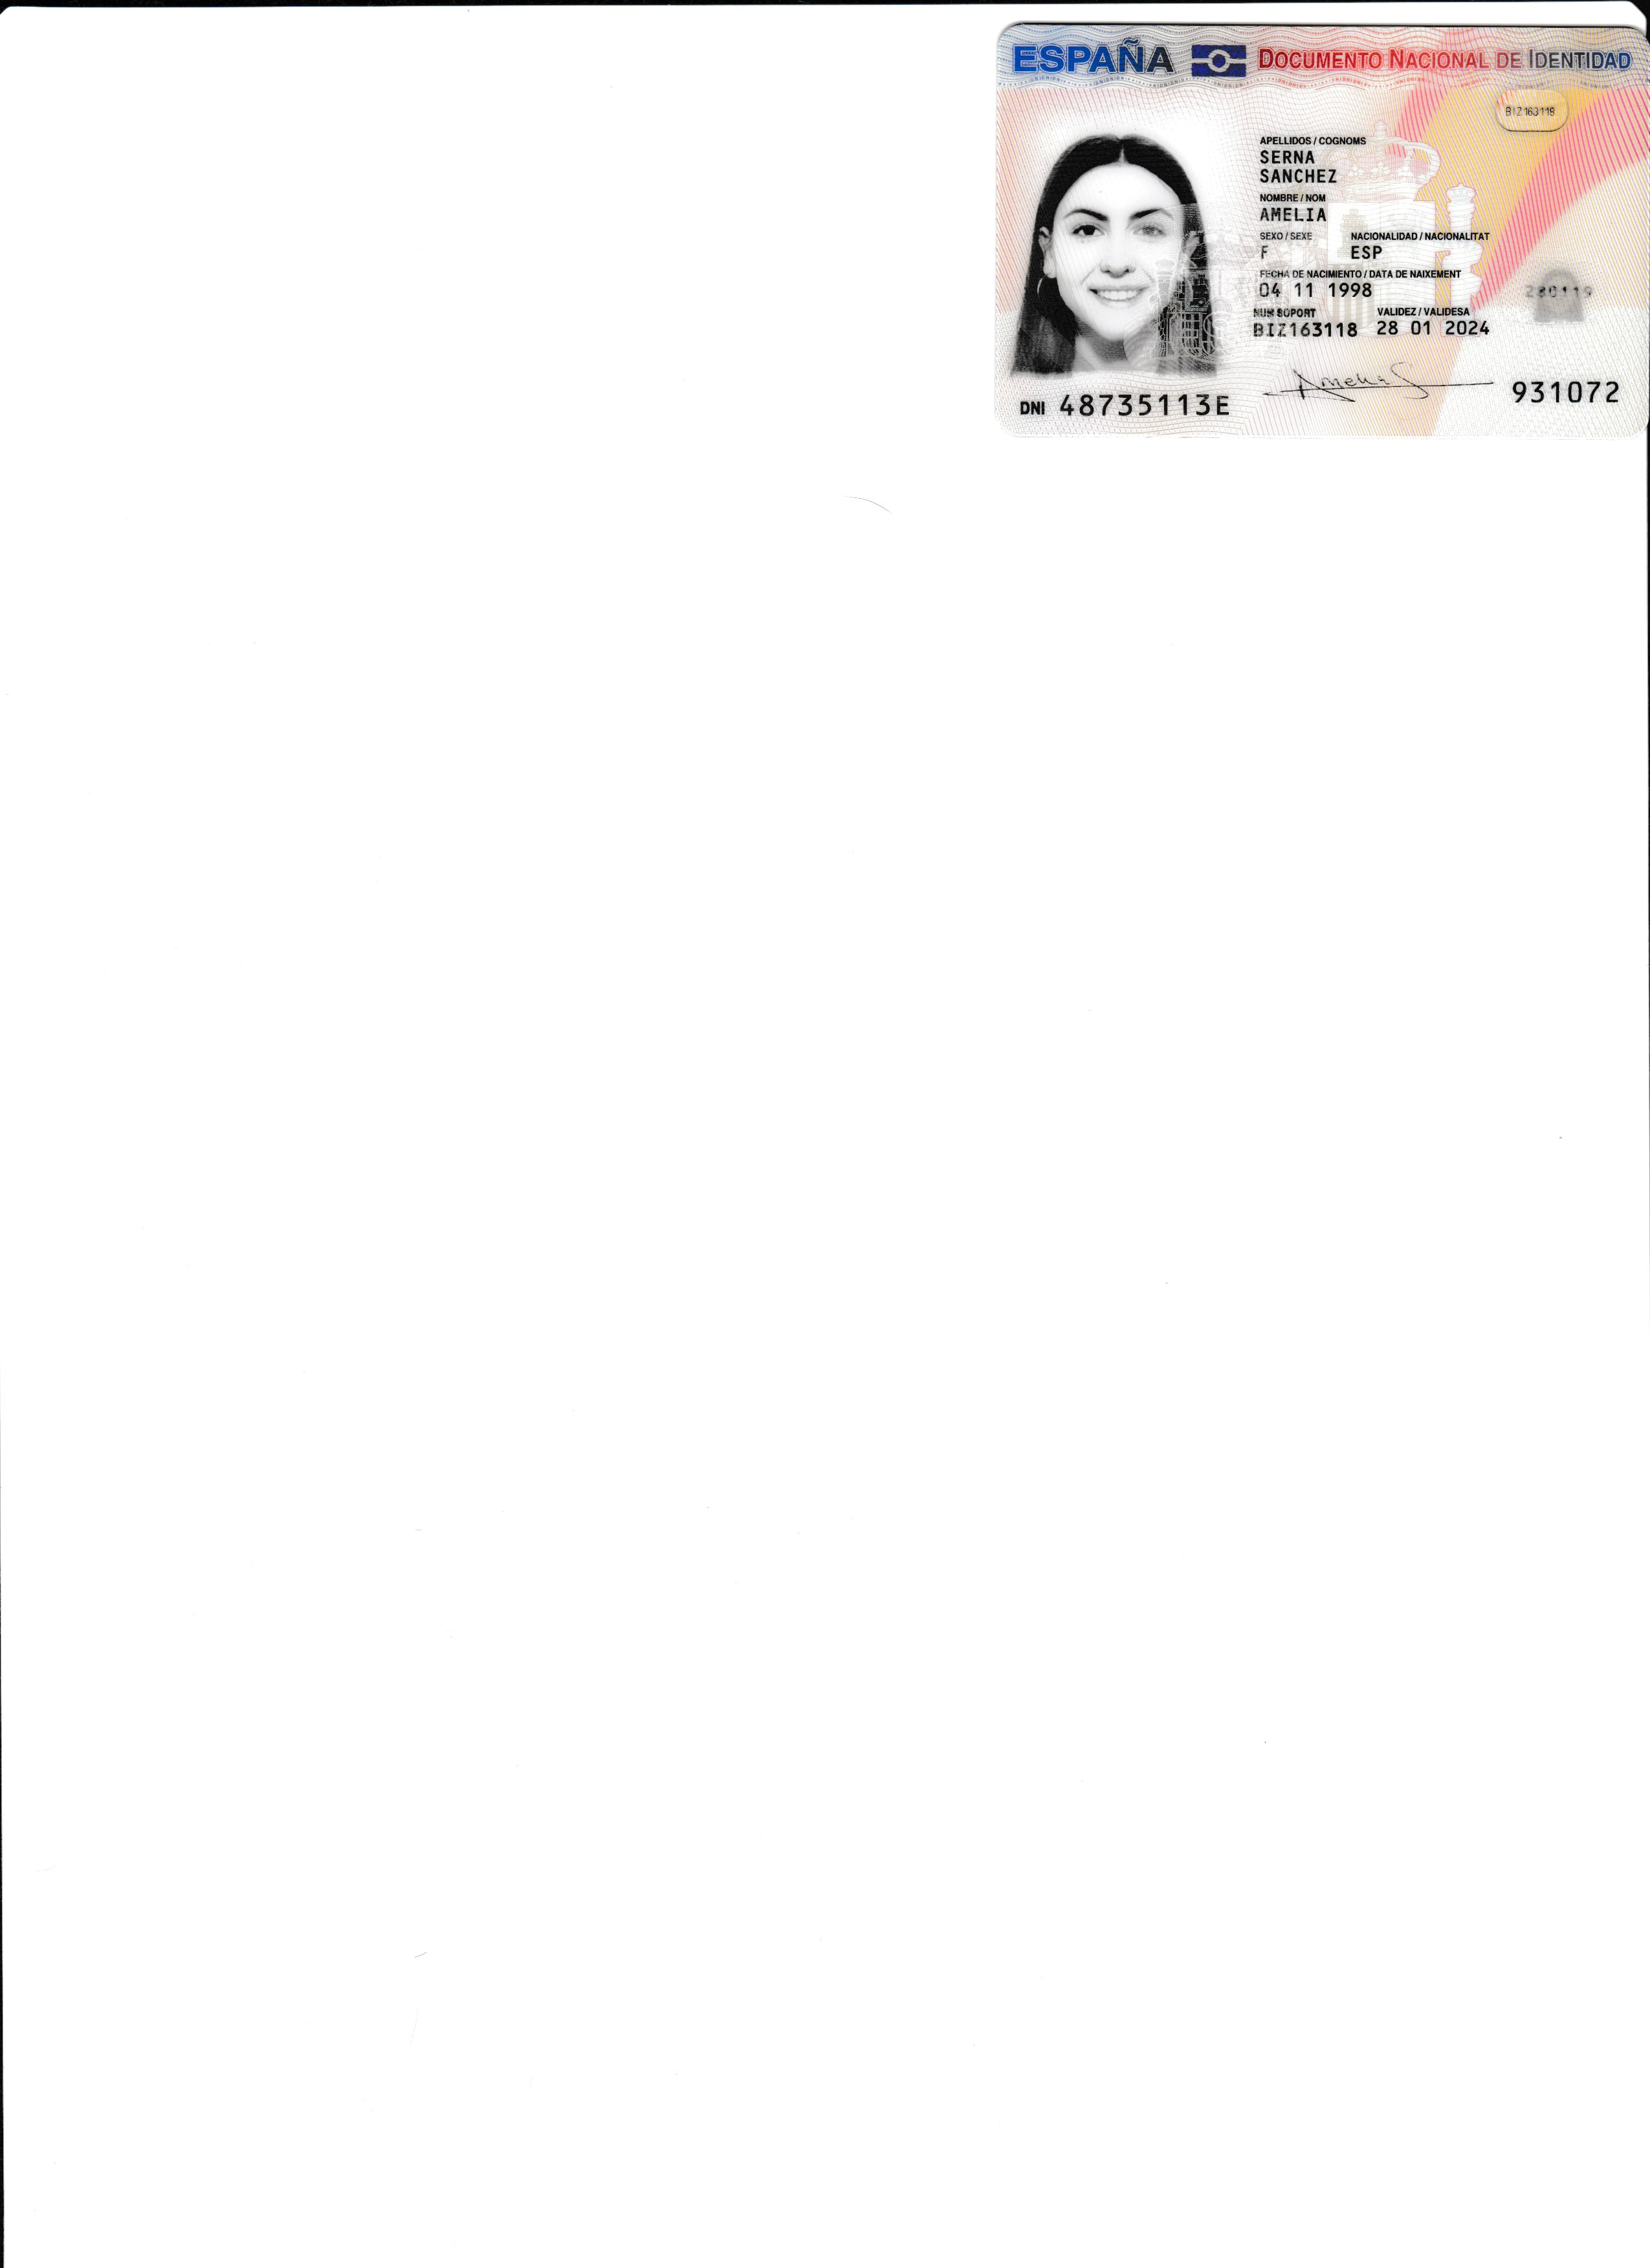 ESPAÑA DOCUMENTO NACIONAL DE IDENTIDAD
BIZ163118
APELLIDOS / COGNOMS
SERNA
SANCHEZ
NOMBRE / NOM
AMELIA
SEXO / SEXE NACIONALIDAD / NACIONALITAT
F ESP
FECHA DE NACIMIENTO / DATA DE NAIXEMENT
04 11 1998
280119
NUM SOPORT VALIDEZ / VALIDESA
BIZ163118 28 01 2024
Amelia S
DNI 48735113E
931072